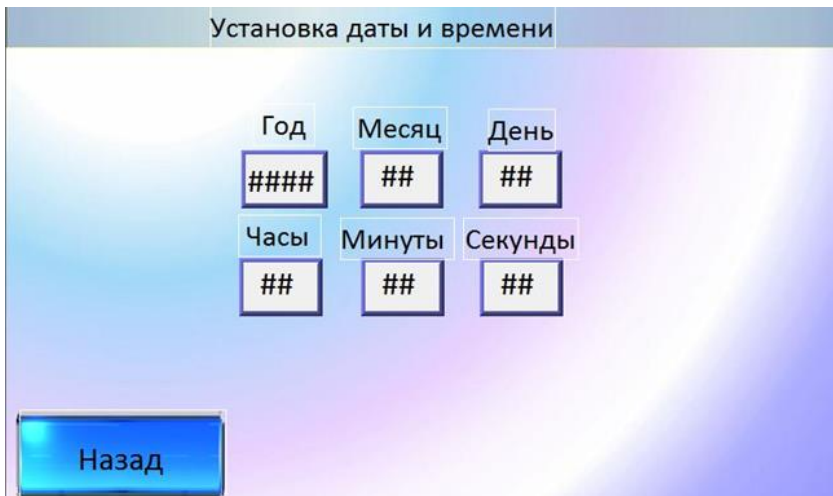 Установка даты и времени
Год Месяц День
#### ## ##
Часы Минуты Секунды
## ## ##
Назад